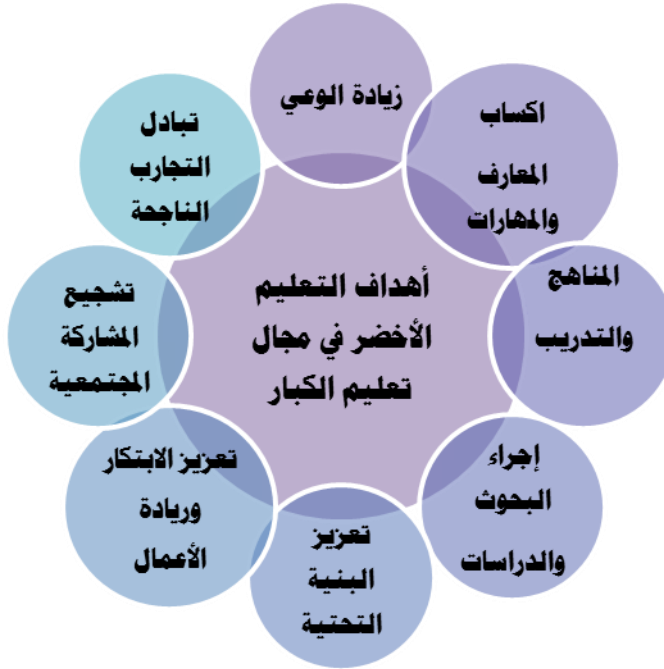 زيادة الوعي
اكساب
المعارف
والمهارات
المناهج
والتدريب
إجراء
البحوث
والدراسات
تعزيز
البنية
التحتية
تعزيز الابتكار
وريادة
الأعمال
تشجيع
المشاركة
المجتمعية
تبادل
التجارب
الناجحة
أهداف التعليم
الأخضر في مجال
تعليم الكبار